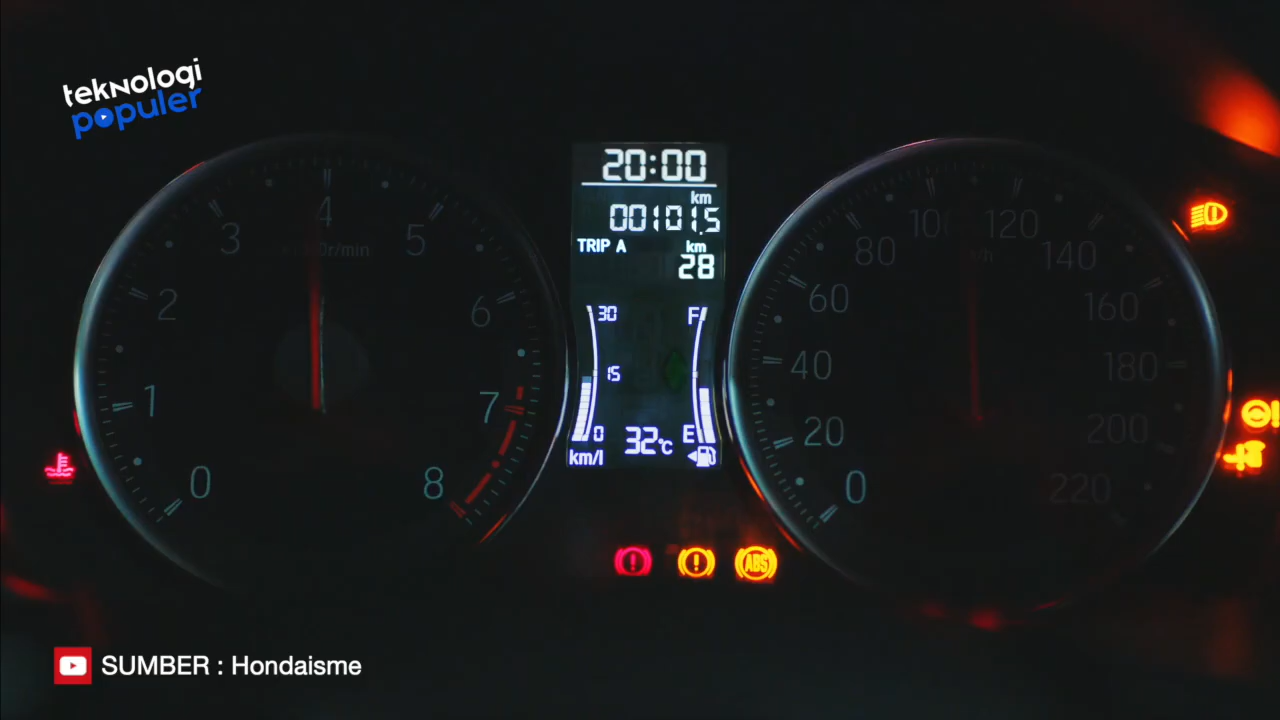 teknologi
populer
20:00
km
00101.5
TRIP A
km
28
30
F
15
0
32°C
E
km/l
0
1
2
3
4
5
6
7
8
0
20
40
60
80
120
140
160
180
200
220
ABS
SUMBER : Hondaisme